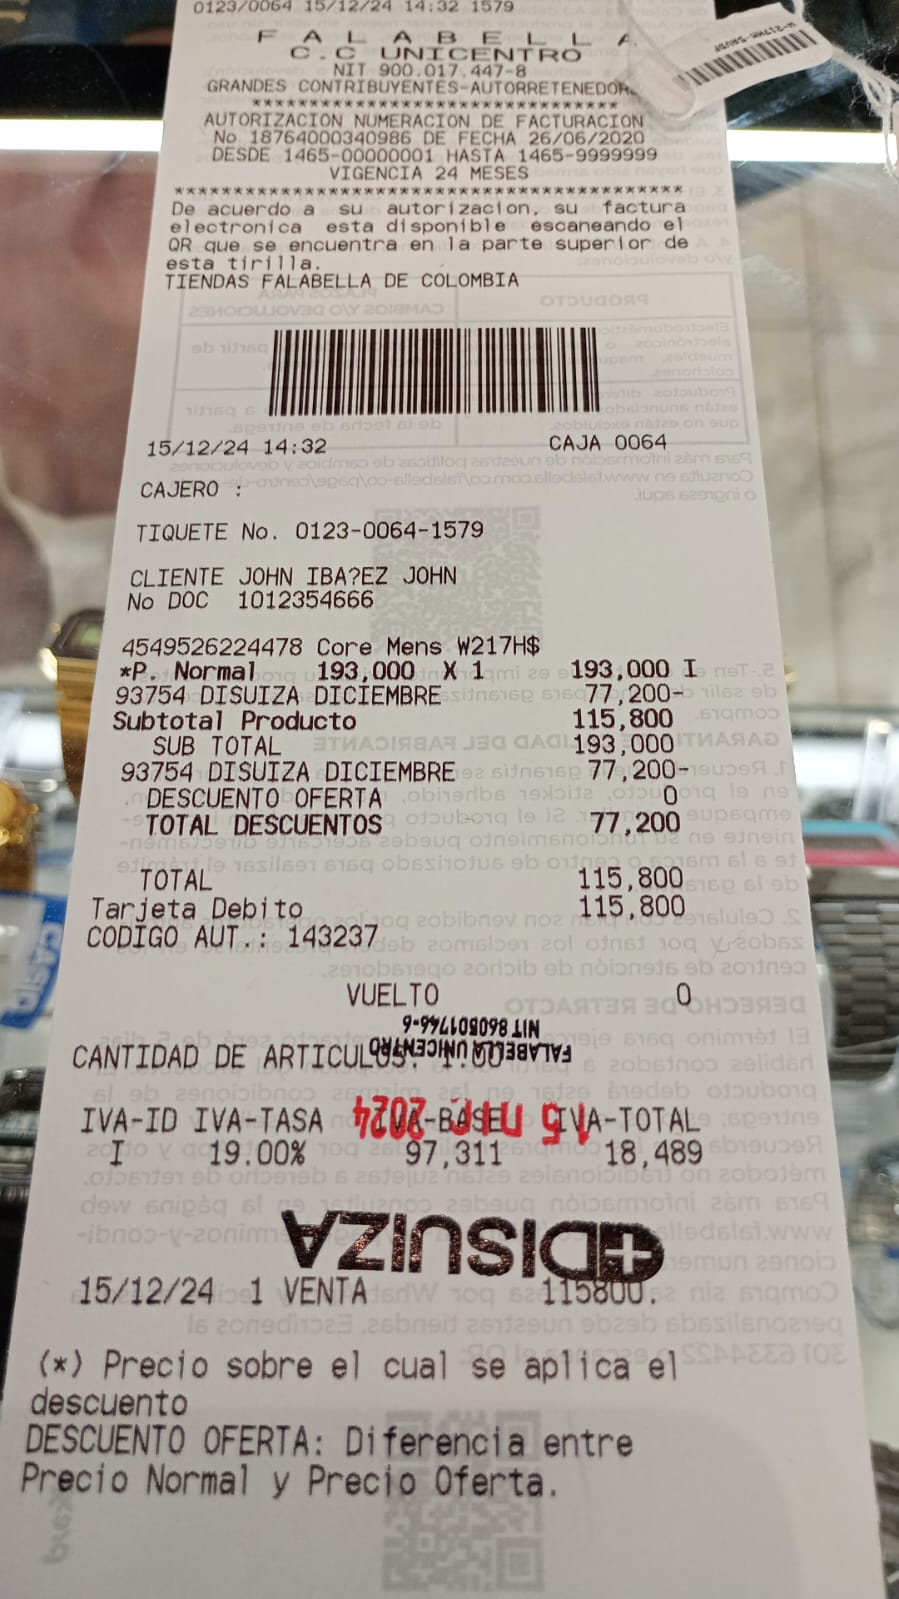 0123/0064 15/12/24 14:32 1579
F A L A B E L L A
C.C UNICENTRO
NIT 900.017.447-8
GRANDES CONTRIBUYENTES-AUTORRETENEDOR
*******************************
AUTORIZACION NUMERACION DE FACTURACION
No 18764000340986 DE FECHA 26/06/2020
DESDE 1465-00000001 HASTA 1465-9999999
VIGENCIA 24 MESES
*******************************************
De acuerdo a su autorizacion, su factura
electronica esta disponible escaneando el
QR que se encuentra en la parte superior de
esta tirilla.
TIENDAS FALABELLA DE COLOMBIA
15/12/24 14:32 CAJA 0064
CAJERO :
TIQUETE No. 0123-0064-1579
CLIENTE JOHN IBA?EZ JOHN
No DOC 1012354666
4549526224478 Core Mens W217H$
*P. Normal 193,000 X 1 193,000 I
93754 DISUIZA DICIEMBRE 77,200-
Subtotal Producto 115,800
SUB TOTAL 193,000
93754 DISUIZA DICIEMBRE 77,200-
DESCUENTO OFERTA 0
TOTAL DESCUENTOS 77,200
TOTAL 115,800
Tarjeta Debito 115,800
CODIGO AUT.: 143237
VUELTO 0
NIT 860501746-6
FALABELLA UNICENTRO
CANTIDAD DE ARTICULOS:
15 DIC 2024
IVA-ID IVA-TASA IVA-BASE IVA-TOTAL
I 19.00% 97,311 18,489
DISUIZA
15/12/24 1 VENTA 115800.
(*) Precio sobre el cual se aplica el
descuento
DESCUENTO OFERTA: Diferencia entre
Precio Normal y Precio Oferta.
CASIO